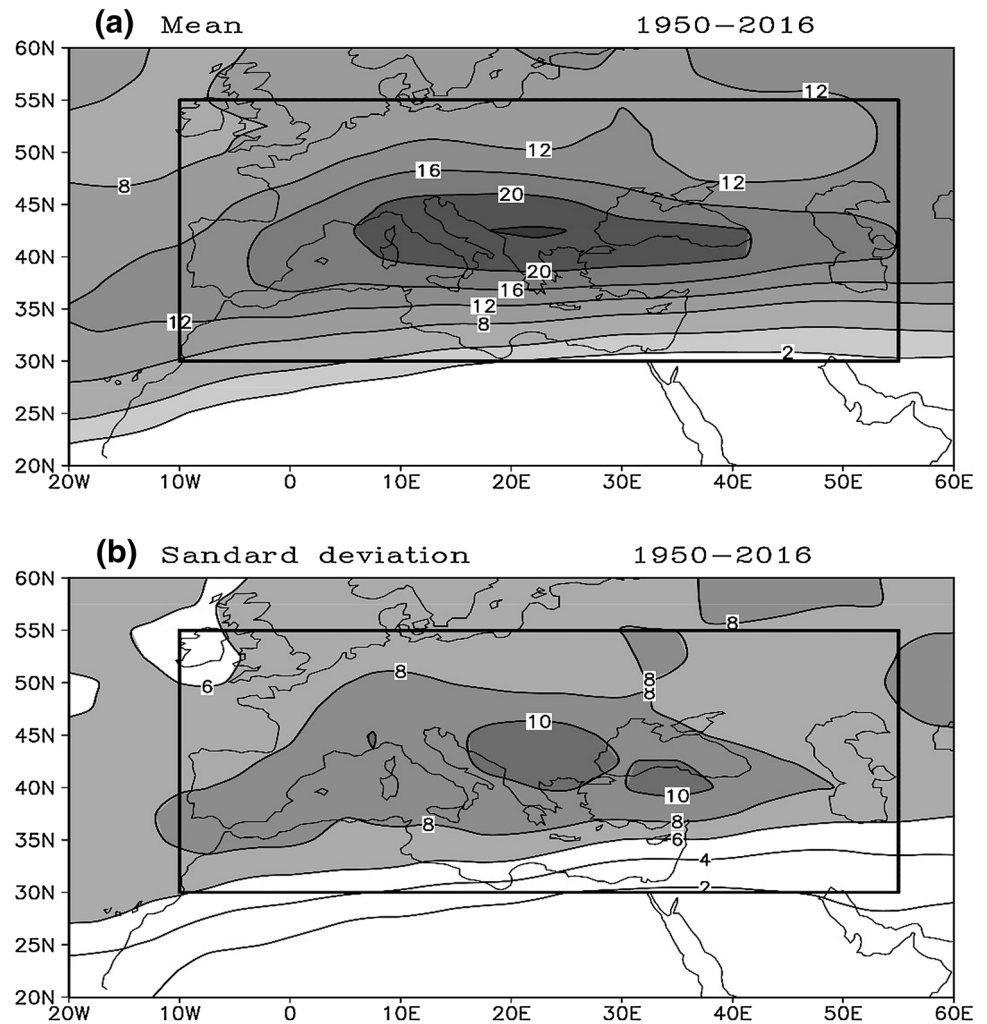 (a) Mean 1950–2016
60N
12
55N
50N 12
16
8 12
45N 20
40N
20
16
35N 12
12 8
30N 2
25N
20N
20W 10W 0 10E 20E 30E 40E 50E 60E
(b) Sandard deviation 1950–2016
60N
8
55N
50N 10 8
6 8
45N 10
40N
10
35N 8 8
6
4
30N 2
25N
20N
20W 10W 0 10E 20E 30E 40E 50E 60E